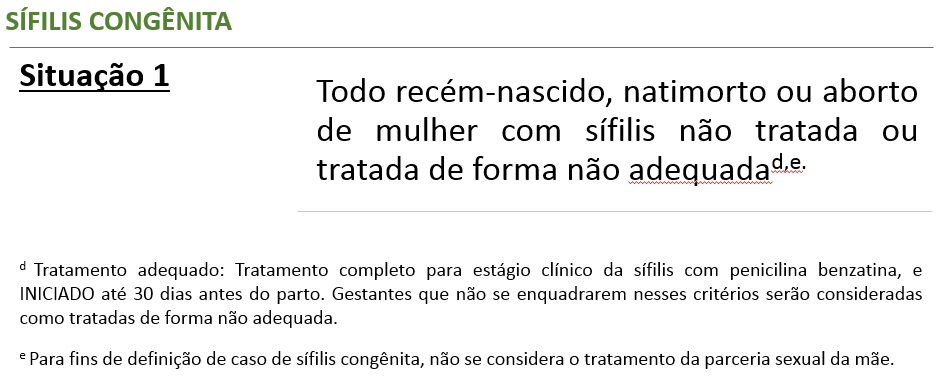 SÍFILIS CONGÊNITA
Situação 1
Todo recém-nascido, natimorto ou aborto
de mulher com sífilis não tratada ou
tratada de forma não adequada^d,e.
^d Tratamento adequado: Tratamento completo para estágio clínico da sífilis com penicilina benzatina, e
INICIADO até 30 dias antes do parto. Gestantes que não se enquadrarem nesses critérios serão consideradas
como tratadas de forma não adequada.
^e Para fins de definição de caso de sífilis congênita, não se considera o tratamento da parceria sexual da mãe.